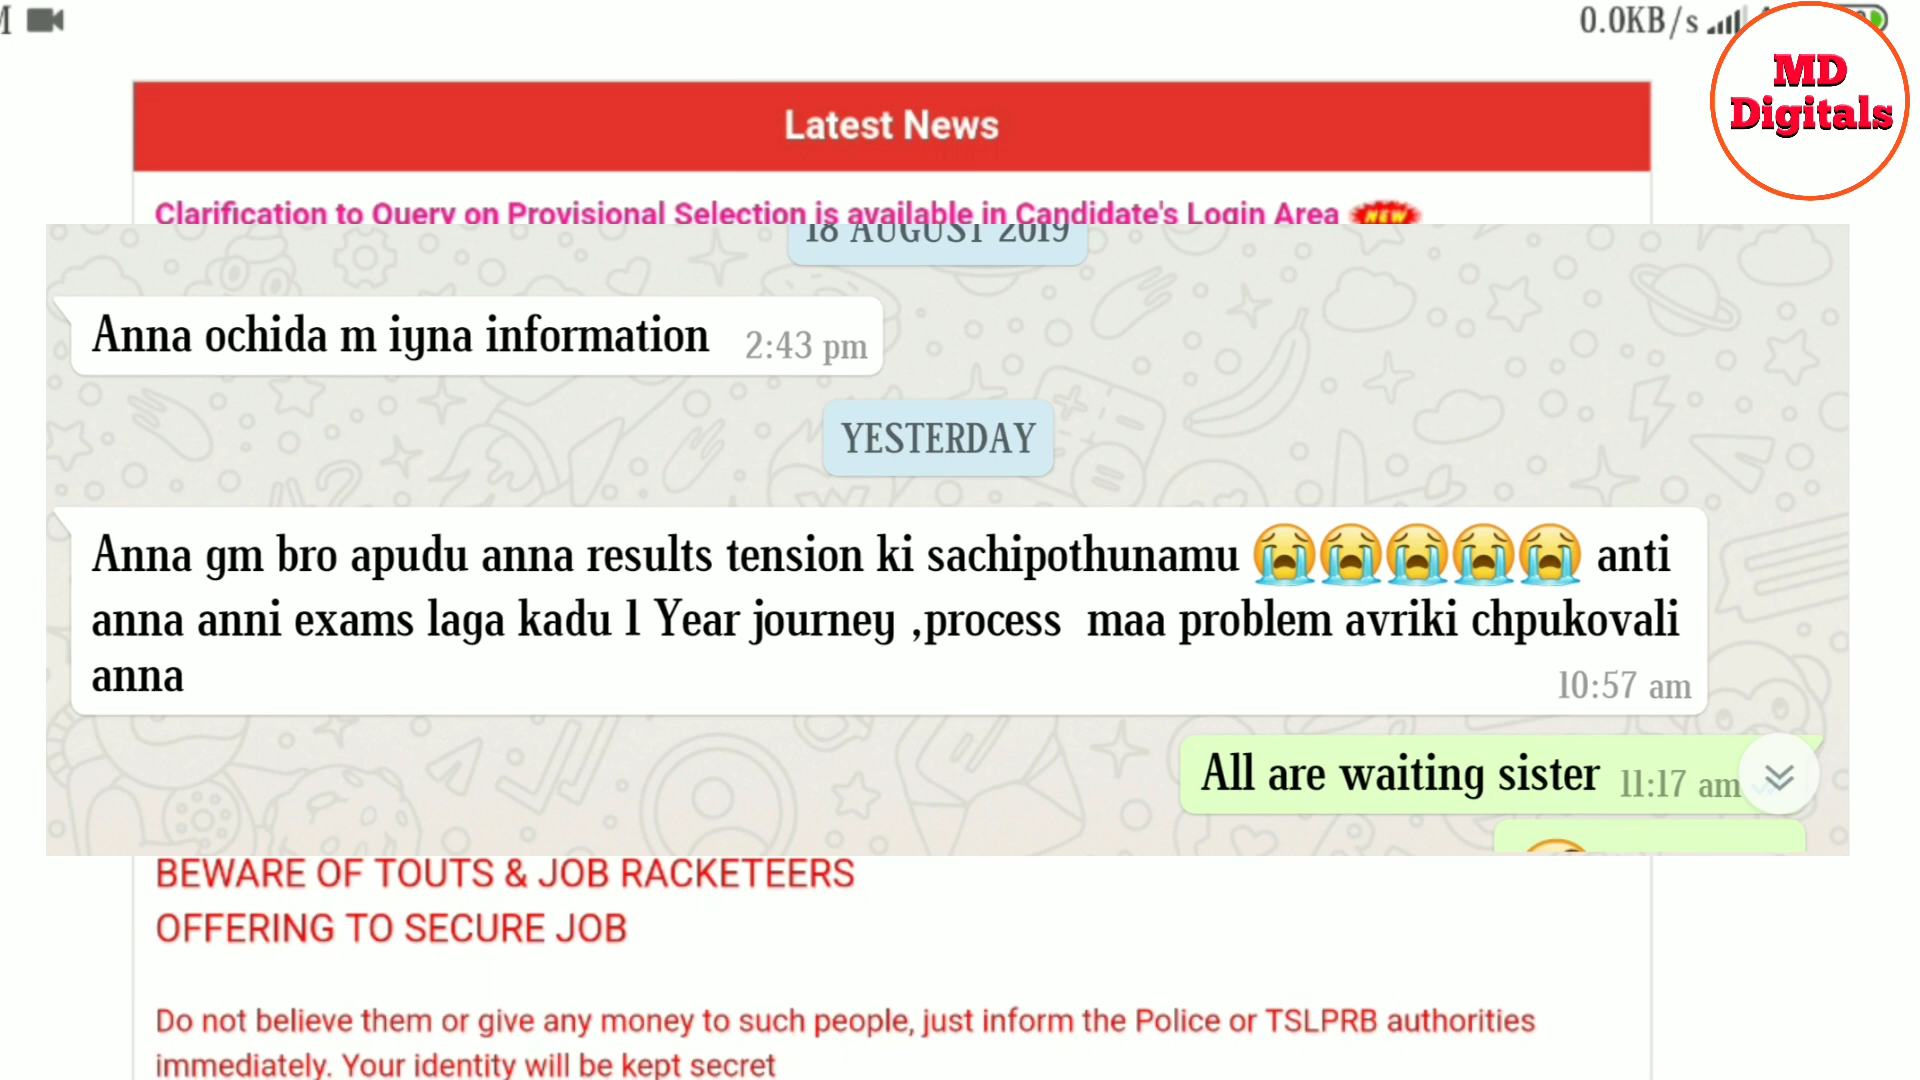 0.0KB/s
MD
Digitals
Latest News
Clarification to Query on Provisional Selection is available in Candidate's Login Area NEW
18 AUGUST 2019
Anna ochida m iyna information 2:43 pm
YESTERDAY
Anna gm bro apudu anna results tension ki sachipothunamu 😭😭😭😭😭 anti
anna anni exams laga kadu 1 Year journey ,process maa problem avriki chpukovali
anna 10:57 am
All are waiting sister 11:17 am
BEWARE OF TOUTS & JOB RACKETEERS
OFFERING TO SECURE JOB
Do not believe them or give any money to such people, just inform the Police or TSLPRB authorities
immediately. Your identity will be kept secret